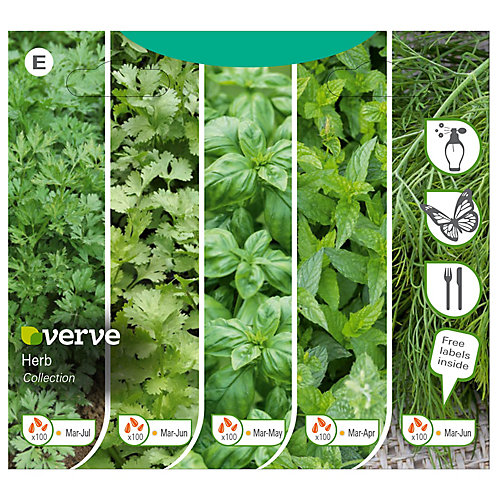 E
verve
Herb
Collection
Free
labels
inside
x100 Mar-Jul
x100 Mar-Jun
x100 Mar-May
x100 Mar-Apr
x100 Mar-Jun